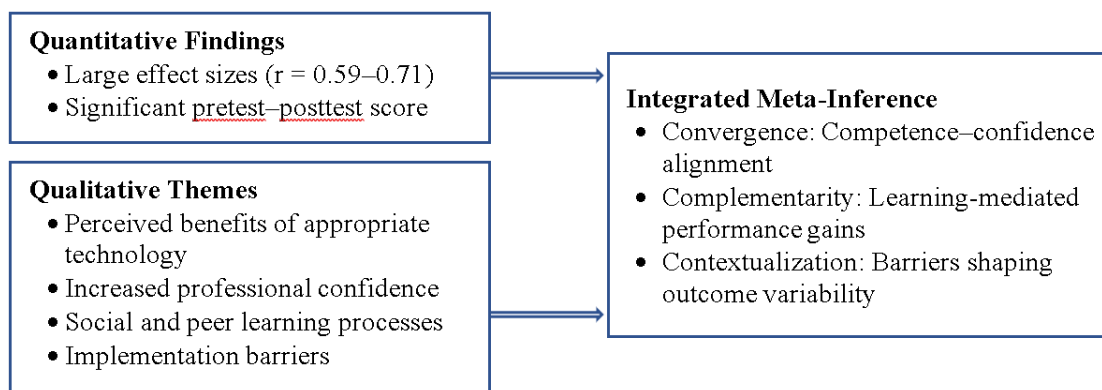 Quantitative Findings
• Large effect sizes (r = 0.59–0.71)
• Significant pretest–posttest score
Qualitative Themes
• Perceived benefits of appropriate
technology
• Increased professional confidence
• Social and peer learning processes
• Implementation barriers
Integrated Meta-Inference
• Convergence: Competence–confidence
alignment
• Complementarity: Learning-mediated
performance gains
• Contextualization: Barriers shaping
outcome variability